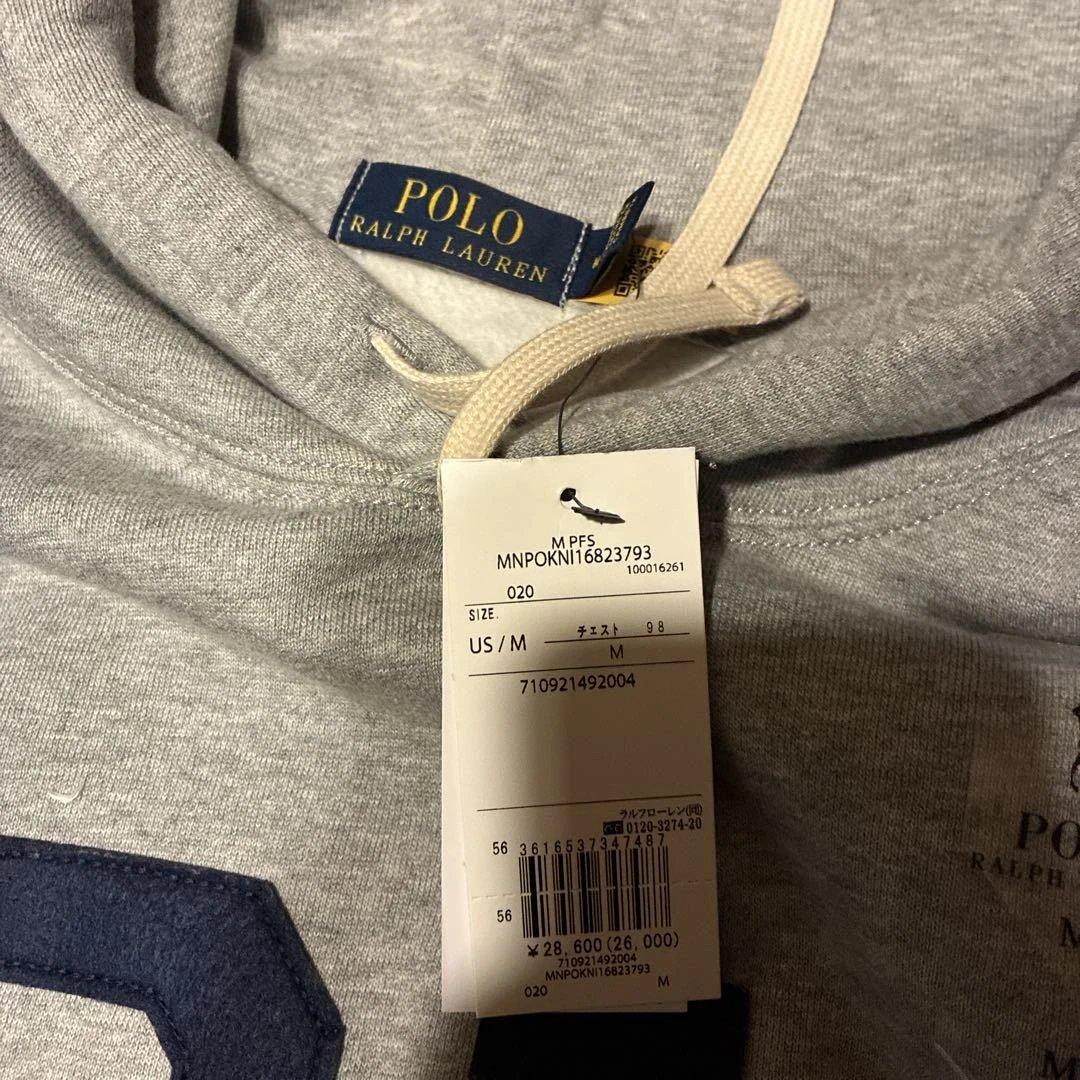 POLO
RALPH LAUREN
M PFS
MNPOKNI16823793
100016261
020
SIZE.
US / M
チェスト 98
M
710921492004
ラルフローレン(同)
0120-3274-20
56
3616537347487
56
¥28,600(26,000)
710921492004
MNPOKNI16823793
020 M
PO
RALPH
M
M